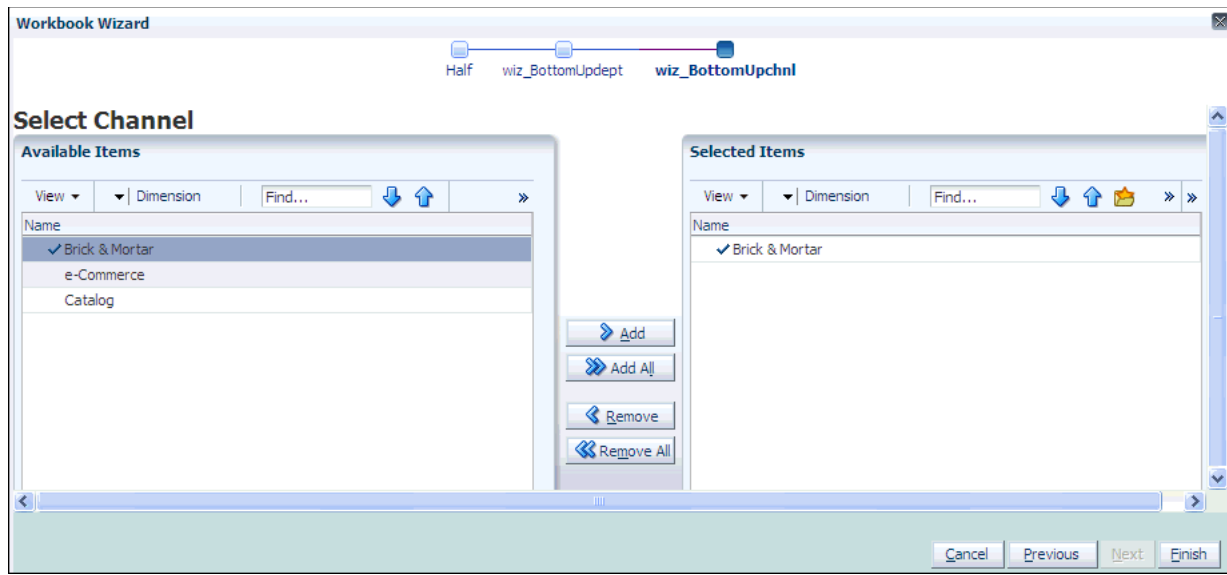 Workbook Wizard
Half wiz_BottomUpdept wiz_BottomUpchnl
Select Channel
Available Items
View Dimension Find...
Name
Brick & Mortar
e-Commerce
Catalog
Add
Add All
Remove
Remove All
Selected Items
View Dimension Find...
Name
Brick & Mortar
Cancel Previous Next Finish